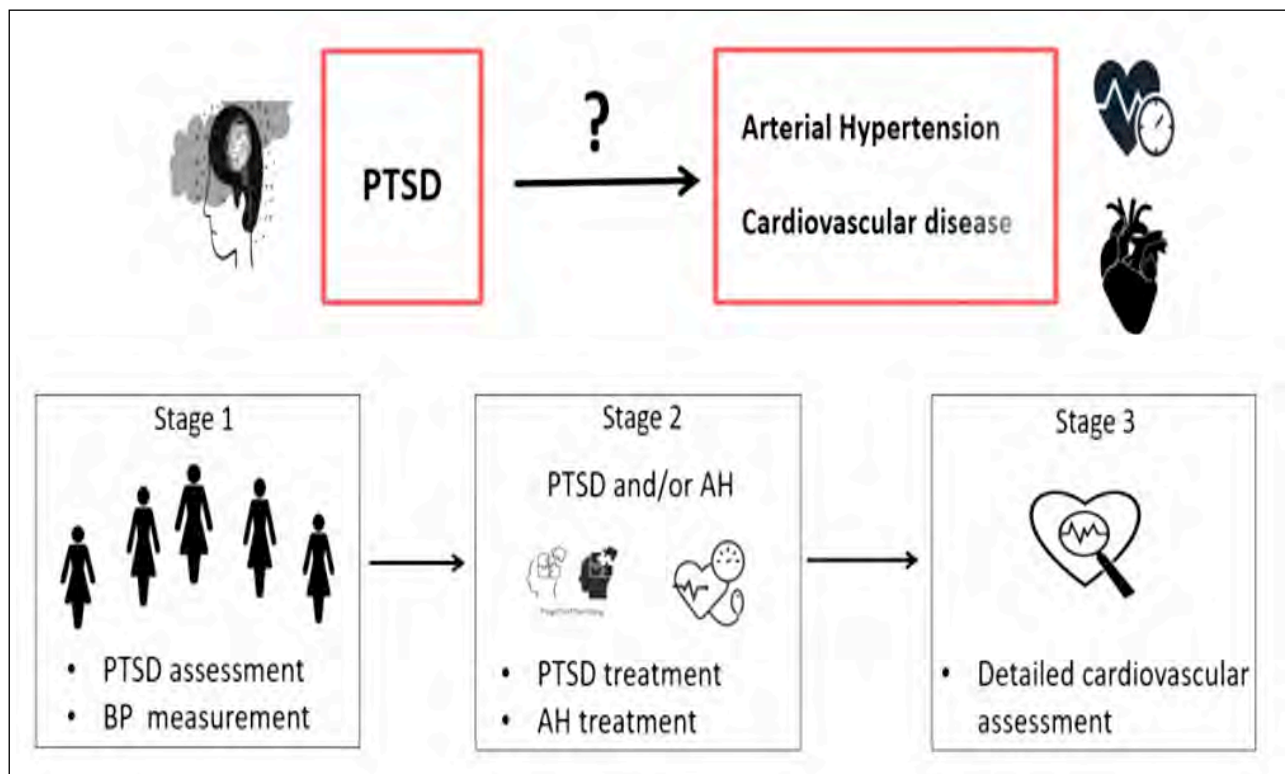 PTSD
?
Arterial Hypertension
Cardiovascular disease
Stage 1
• PTSD assessment
• BP measurement
Stage 2
PTSD and/or AH
• PTSD treatment
• AH treatment
Stage 3
• Detailed cardiovascular
assessment